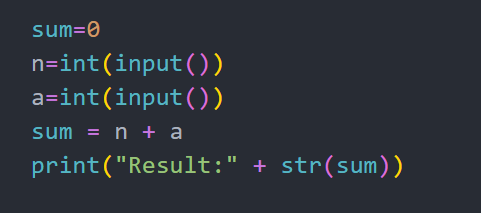 sum=0
n=int(input())
a=int(input())
sum = n + a
print("Result:" + str(sum))